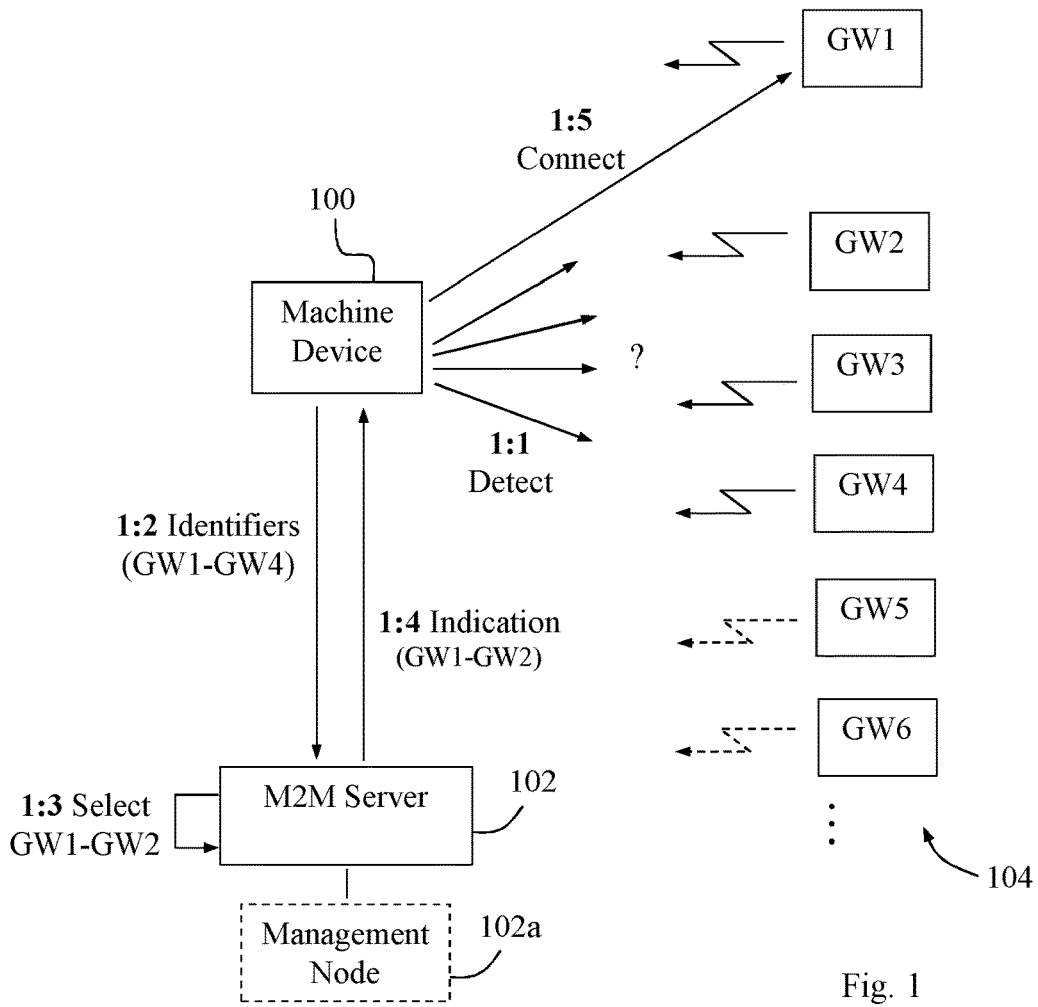 GW1
1:5
Connect
100
GW2
Machine
Device
?
GW3
1:1
Detect
GW4
1:2 Identifiers
(GW1-GW4)
1:4 Indication
(GW1-GW2)
GW5
GW6
1:3 Select
GW1-GW2
M2M Server
102
104
Management
Node
102a
Fig. 1